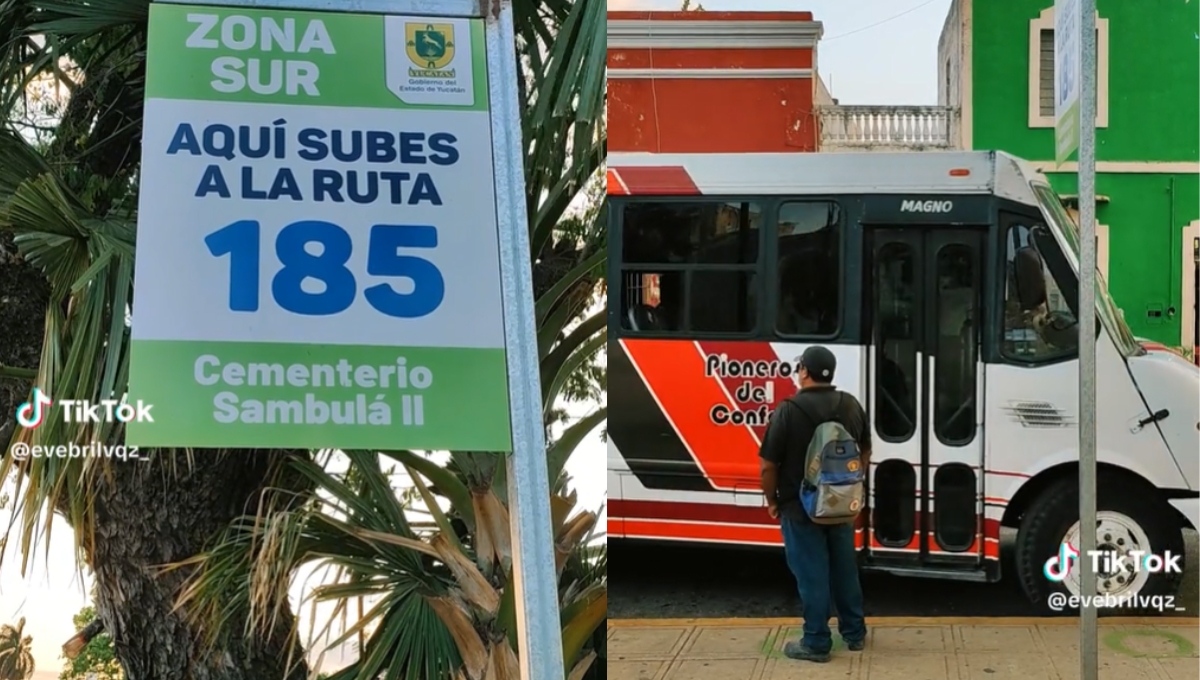 ZONA
SUR
YUCATÁN
Gobierno del
Estado de Yucatán
AQUÍ SUBES
A LA RUTA
185
Cementerio
Sambulá II
TikTok
@evebrilvqz_
MAGNO
Pioneros
del
TikTok
@evebrilvqz_